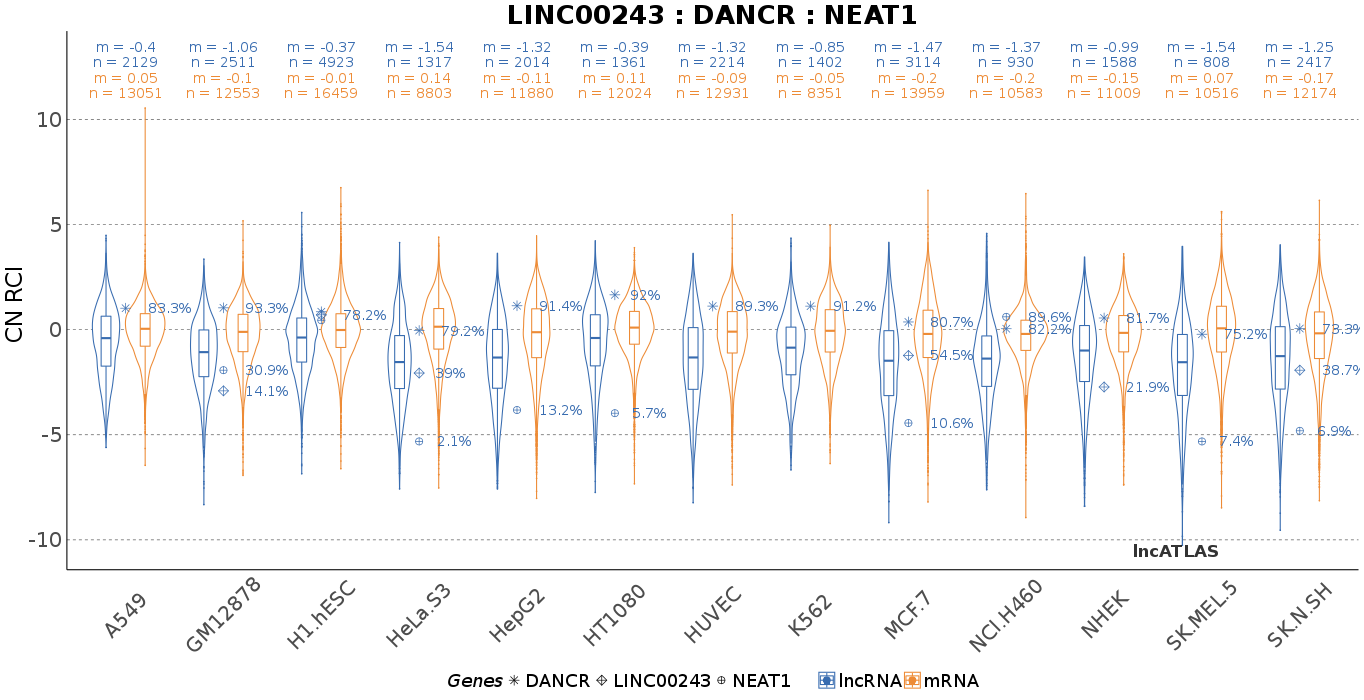 LINC00243 : DANCR : NEAT1
m = -0.4 m = -1.06 m = -0.37 m = -1.54 m = -1.32 m = -0.39 m = -1.32 m = -0.85 m = -1.47 m = -1.37 m = -0.99 m = -1.54 m = -1.25
n = 2129 n = 2511 n = 4923 n = 1317 n = 2014 n = 1361 n = 2214 n = 1402 n = 3114 n = 930 n = 1588 n = 808 n = 2417
m = 0.05 m = -0.1 m = -0.01 m = 0.14 m = -0.11 m = 0.11 m = -0.09 m = -0.05 m = -0.2 m = -0.2 m = -0.15 m = 0.07 m = -0.17
n = 13051 n = 12553 n = 16459 n = 8803 n = 11880 n = 12024 n = 12931 n = 8351 n = 13959 n = 10583 n = 11009 n = 10516 n = 12174
10
5
92%
83.3% 93.3% 91.4% 89.3% 91.2%
78.2% 89.6% 81.7%
80.7%
0 79.2% 82.2% 75.2% 73.3%
54.5%
30.9% 39% 38.7%
14.1% 21.9%
13.2% 5.7%
10.6%
-5 2.1% 7.4% 6.9%
-10
CN RCI
lncATLAS
A549 GM12878 H1.hESC HeLa.S3 HepG2 HT1080 HUVEC K562 MCF.7 NCI.H460 NHEK SK.MEL.5 SK.N.SH
Genes DANCR LINC00243 NEAT1 lncRNA mRNA